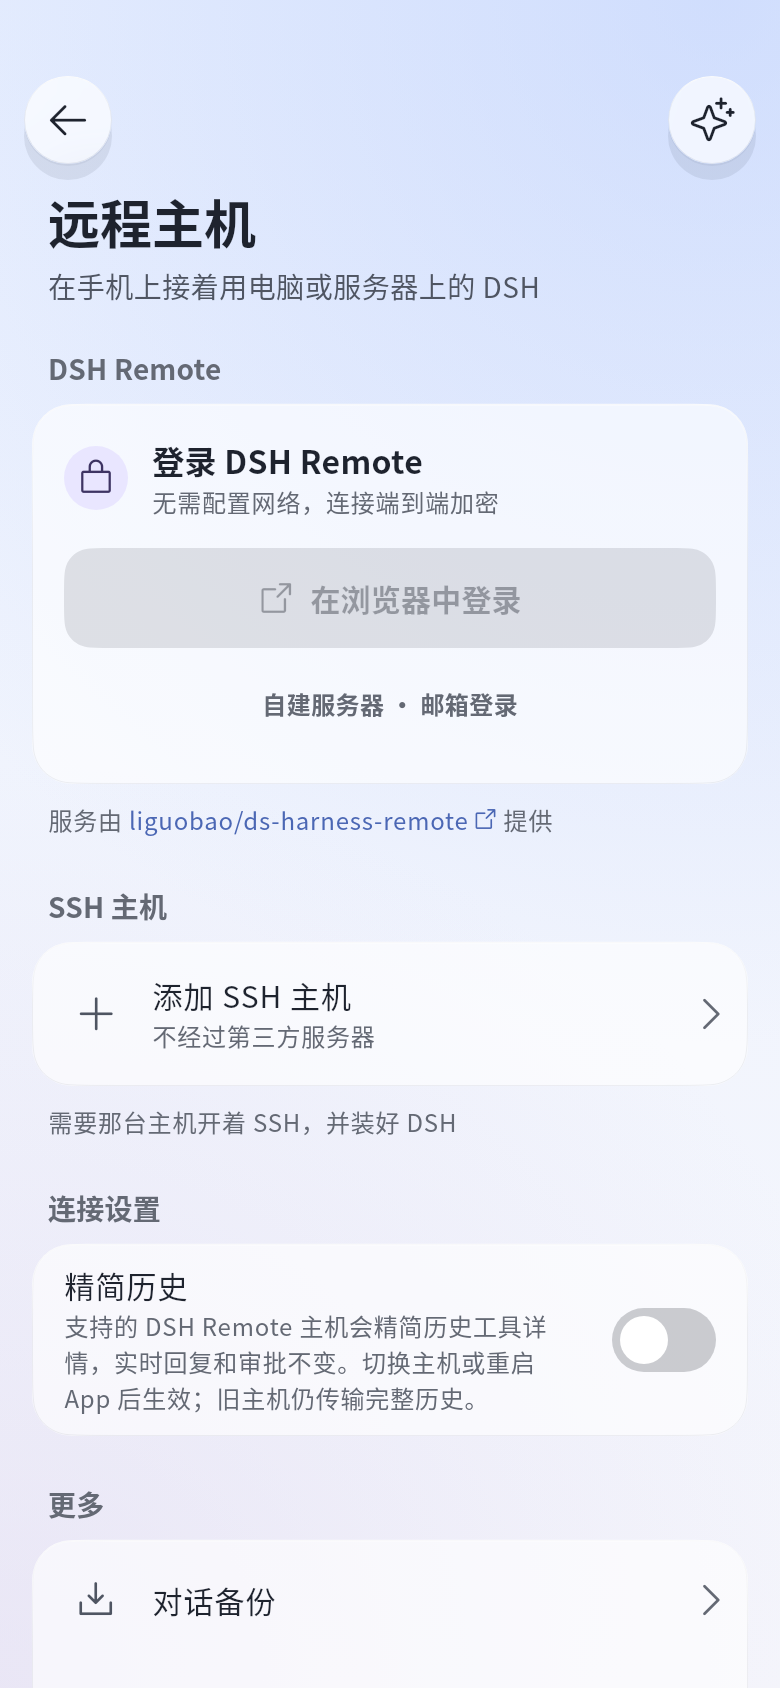 远程主机
在手机上接着用电脑或服务器上的 DSH
DSH Remote
登录 DSH Remote
无需配置网络，连接端到端加密
在浏览器中登录
自建服务器 · 邮箱登录
服务由 liguobao/ds-harness-remote 提供
SSH 主机
添加 SSH 主机
不经过第三方服务器
需要那台主机开着 SSH，并装好 DSH
连接设置
精简历史
支持的 DSH Remote 主机会精简历史工具详
情，实时回复和审批不变。切换主机或重启
App 后生效；旧主机仍传输完整历史。
更多
对话备份